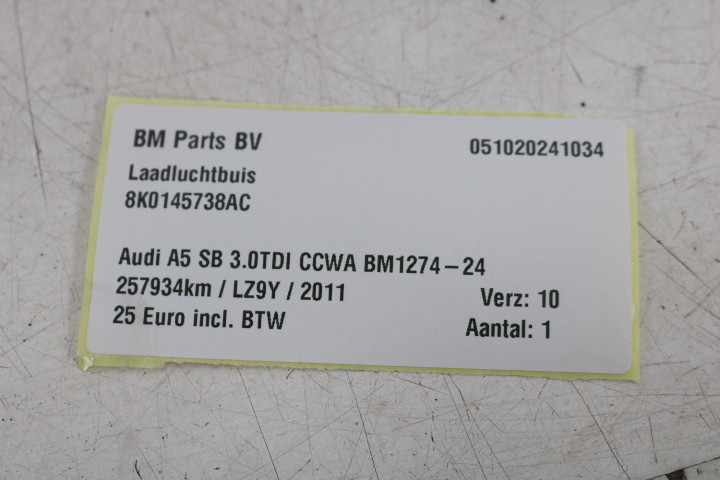 BM Parts BV 051020241034
Laadluchtbuis
8K0145738AC
Audi A5 SB 3.0TDI CCWA BM1274-24
257934km / LZ9Y / 2011 Verz: 10
25 Euro incl. BTW Aantal: 1